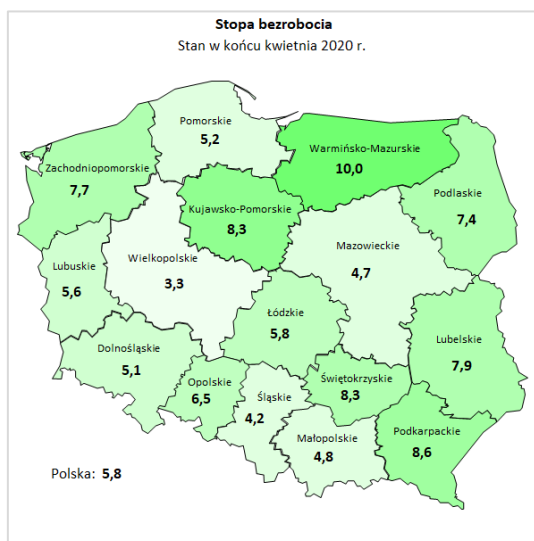 Stopa bezrobocia
Stan w końcu kwietnia 2020 r.
Pomorskie
5,2
Warmińsko-Mazurskie
10,0
Zachodniopomorskie
7,7
Podlaskie
7,4
Kujawsko-Pomorskie
8,3
Mazowieckie
4,7
Wielkopolskie
3,3
Lubuskie
5,6
Łódzkie
5,8
Lubelskie
7,9
Dolnośląskie
5,1
Opolskie
6,5
Śląskie
4,2
Świętokrzyskie
8,3
Małopolskie
4,8
Podkarpackie
8,6
Polska: 5,8